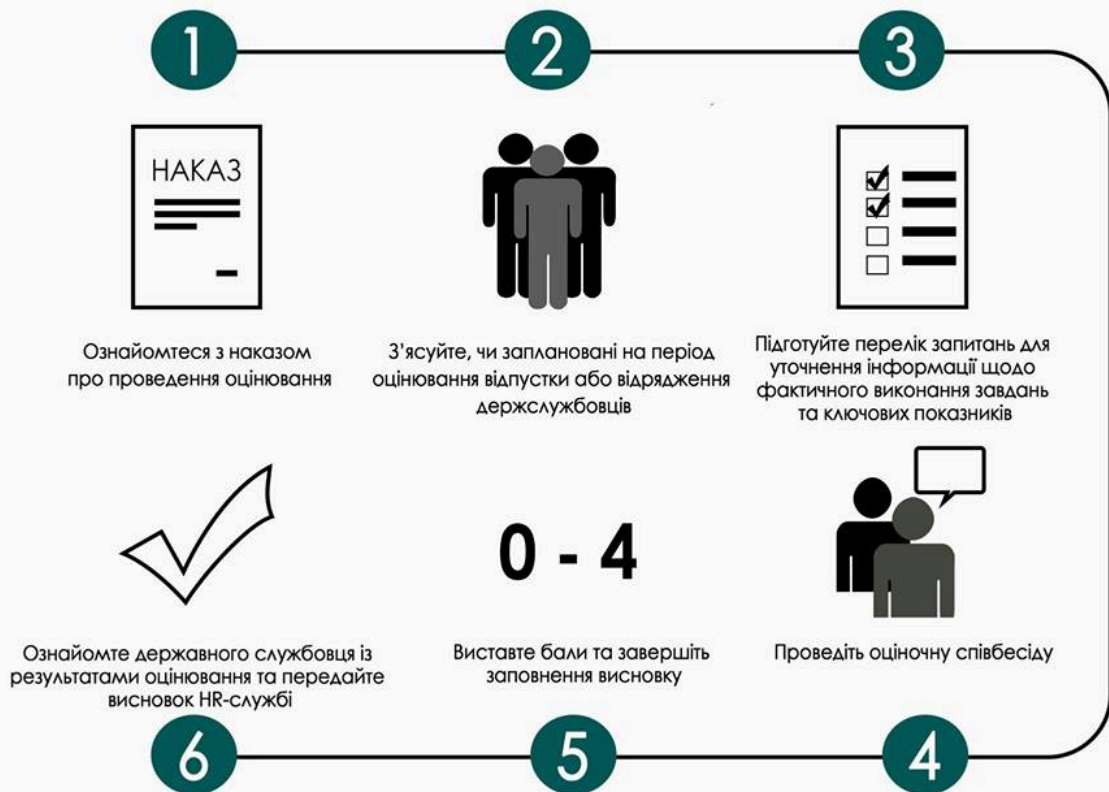 1
НАКАЗ
Ознайомтеся з наказом
про проведення оцінювання
2
З'ясуйте, чи заплановані на період
оцінювання відпустки або відрядження
держслужбовців
3
Підготуйте перелік запитань для
уточнення інформації щодо
фактичного виконання завдань
та ключових показників
Проведіть оціночну співбесіду
4
0 - 4
Виставте бали та завершіть
заповнення висновку
5
Ознайомте державного службовця із
результатами оцінювання та передайте
висновок HR-службі
6